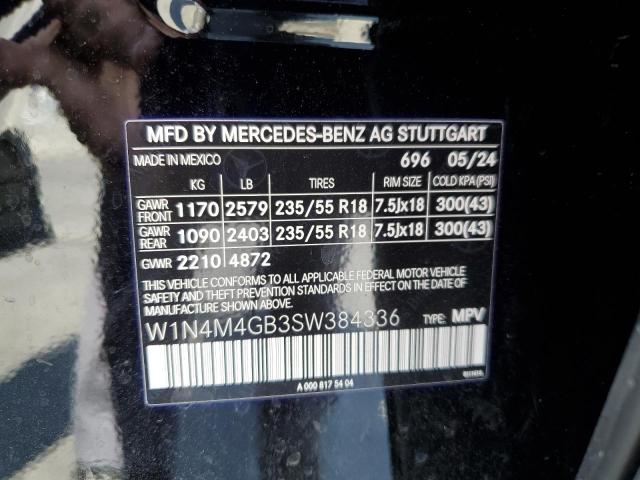 MFD BY MERCEDES-BENZ AG STUTTGART
MADE IN MEXICO 696 05/24
KG LB TIRES RIM SIZE COLD KPA(PSI)
GAWR FRONT 1170 2579 235/55 R18 7.5Jx18 300(43)
GAWR REAR 1090 2403 235/55 R18 7.5Jx18 300(43)
GVWR 2210 4872
THIS VEHICLE CONFORMS TO ALL APPLICABLE FEDERAL MOTOR VEHICLE
SAFETY AND THEFT PREVENTION STANDARDS IN EFFECT ON THE DATE OF
MANUFACTURE SHOWN ABOVE.
W1N4M4GB3SW384336 TYPE: MPV
A 000 817 54 04